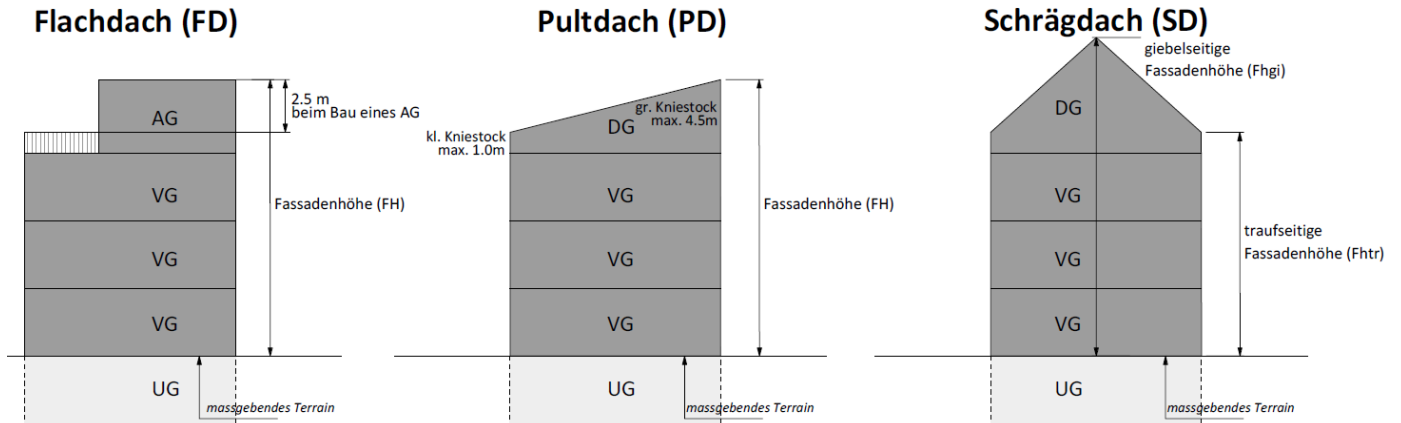 Flachdach (FD)
2.5 m
beim Bau eines AG
AG
VG
Fassadenhöhe (FH)
VG
VG
UG
massgebendes Terrain
Pultdach (PD)
gr. Kniestock
max. 4.5m
DG
kl. Kniestock
max. 1.0m
VG
Fassadenhöhe (FH)
VG
VG
UG
massgebendes Terrain
Schrägdach (SD)
giebelseitige
Fassadenhöhe (Fhgi)
DG
VG
traufseitige
Fassadenhöhe (Fhtr)
VG
VG
UG
massgebendes Terrain